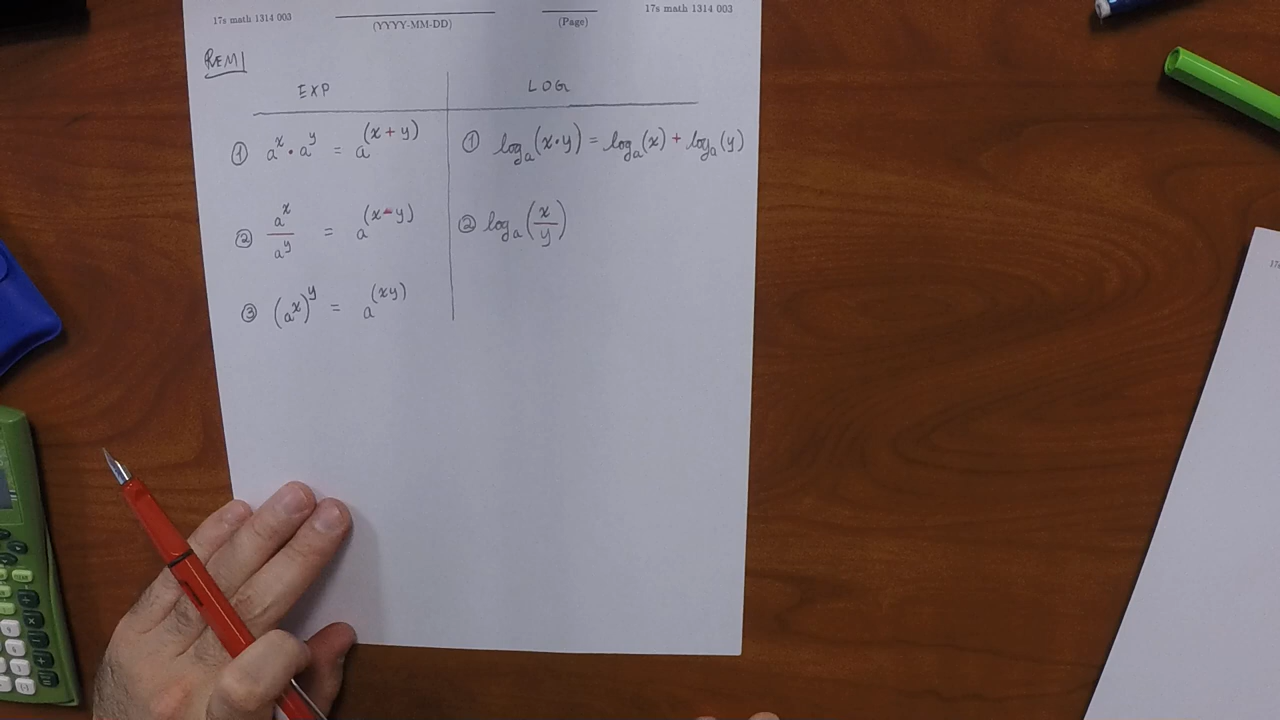 17s math 1314 003 (YYYY-MM-DD) (Page) 17s math 1314 003
REM
EXP LOG
① a^x · a^y = a^(x+y) ① log_a(x·y) = log_a(x) + log_a(y)
② a^x / a^y = a^(x-y) ② log_a(x/y)
③ (a^x)^y = a^(xy)